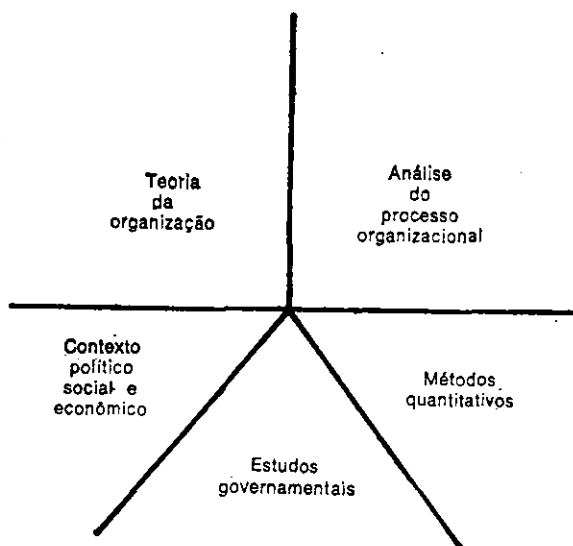 Teoria
da
organização
Análise
do
processo
organizacional
Contexto
político
social e
econômico
Métodos
quantitativos
Estudos
governamentais